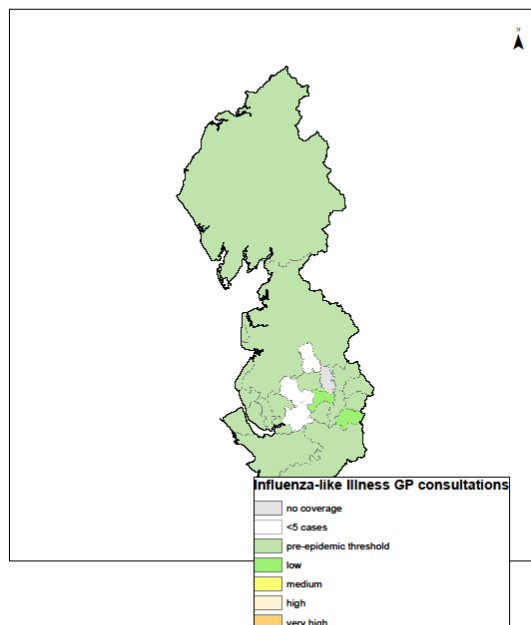 Influenza-like Illness GP consultations
no coverage
<5 cases
pre-epidemic threshold
low
medium
high
very high